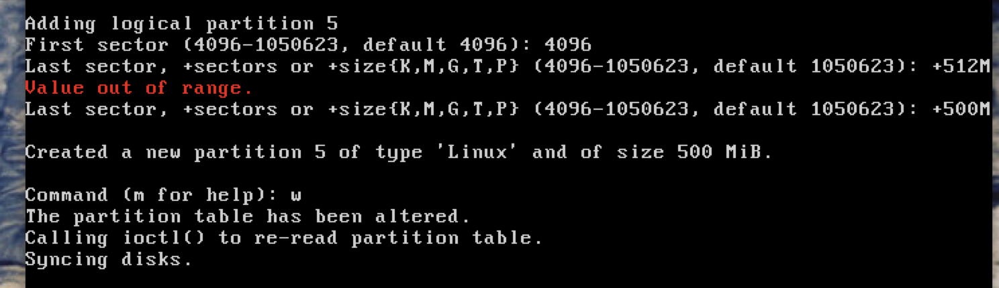 Adding logical partition 5
First sector (4096-1050623, default 4096): 4096
Last sector, +sectors or +size{K,M,G,T,P} (4096-1050623, default 1050623): +512M
Value out of range.
Last sector, +sectors or +size{K,M,G,T,P} (4096-1050623, default 1050623): +500M
Created a new partition 5 of type 'Linux' and of size 500 MiB.
Command (m for help): w
The partition table has been altered.
Calling ioctl() to re-read partition table.
Syncing disks.